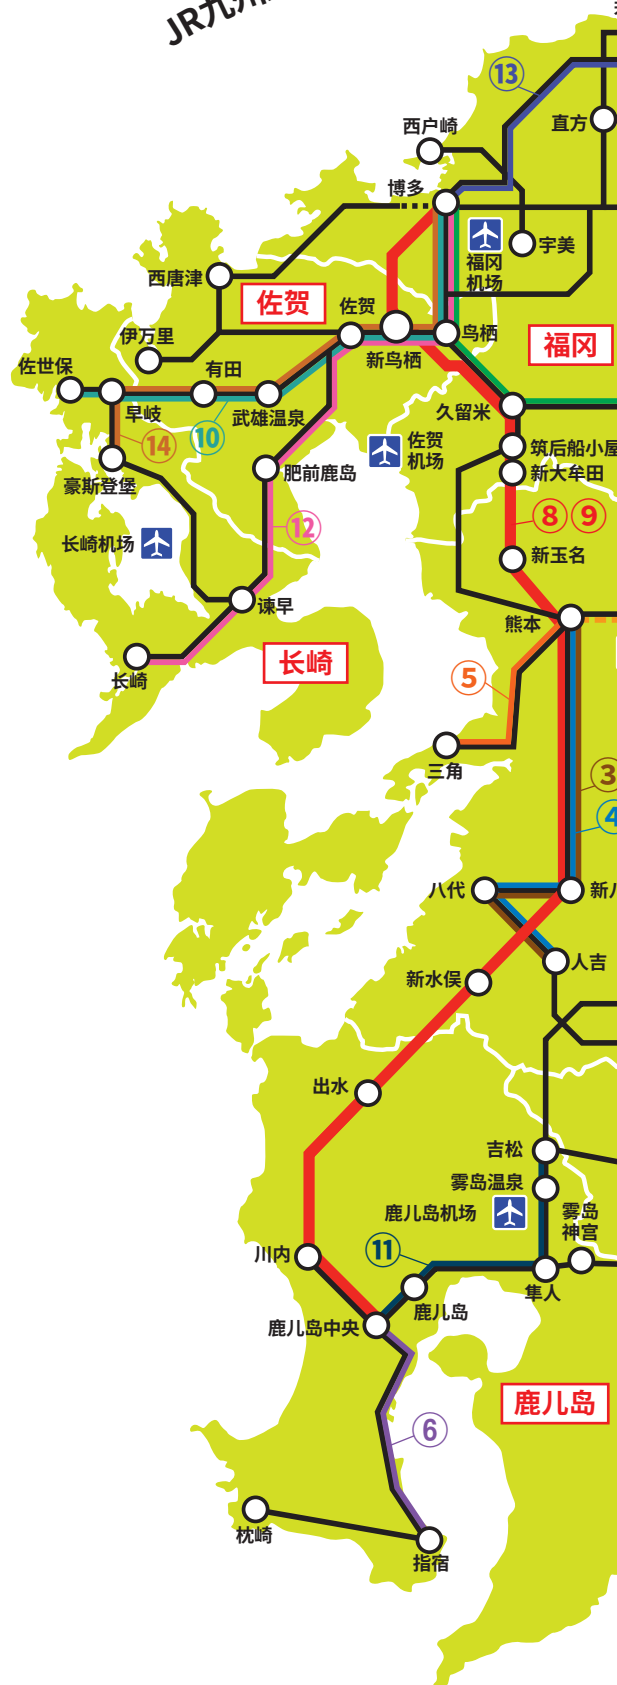 JR九州
13
西户崎
直方
博多
宇美
福冈
机场
西唐津
佐贺
佐贺
伊万里
新鸟栖
鸟栖
福冈
佐世保
有田
早岐
武雄温泉
久留米
14
10
佐贺
机场
筑后船小屋
豪斯登堡
肥前鹿岛
新大牟田
12
8
9
长崎机场
新玉名
谏早
熊本
长崎
长崎
5
三角
3
4
八代
新八
人吉
新水俣
出水
吉松
雾岛温泉
鹿儿岛机场
雾岛
神宫
11
川内
隼人
鹿儿岛
鹿儿岛中央
鹿儿岛
6
枕崎
指宿